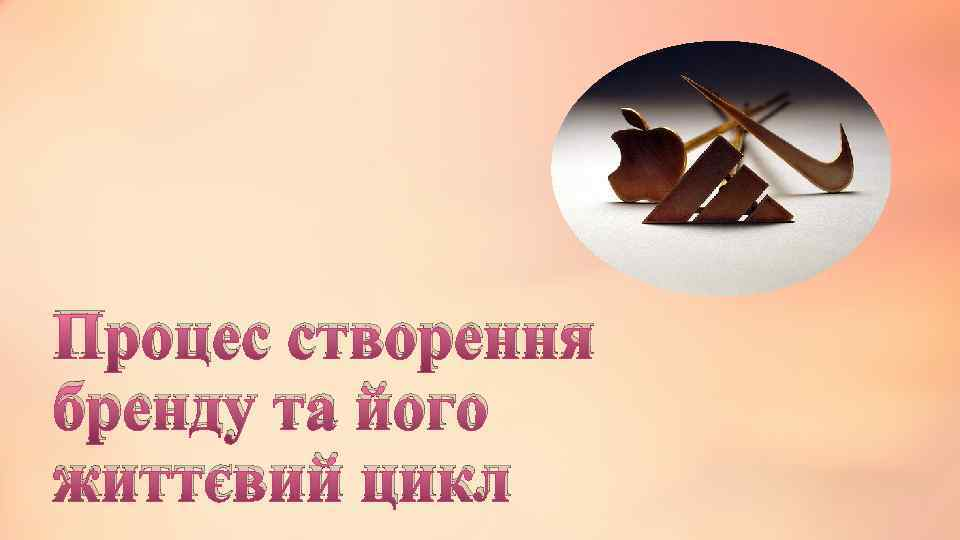 Процес створення
бренду та його
життєвий цикл